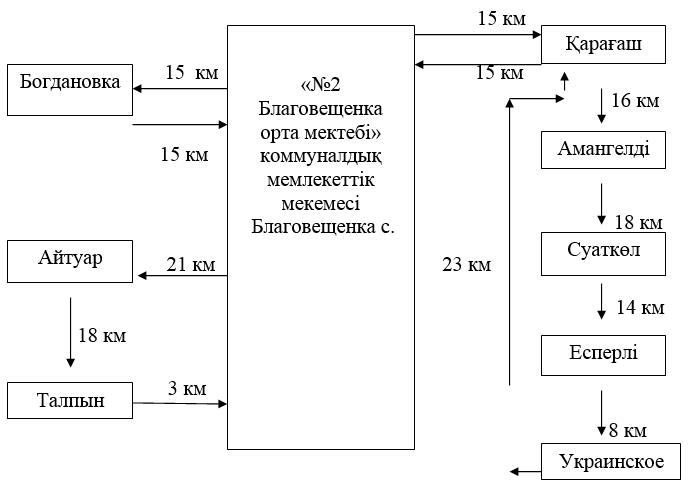 15 км
Қарағаш
15 км
Богдановка
15 км
15 км
«№2
Благовещенка
орта мектебі»
коммуналдық
мемлекеттік
мекемесі
Благовещенка с.
16 км
Амангелді
18 км
Суаткөл
Айтуар
21 км
23 км
14 км
18 км
Есперлі
Талпын
3 км
8 км
Украинское